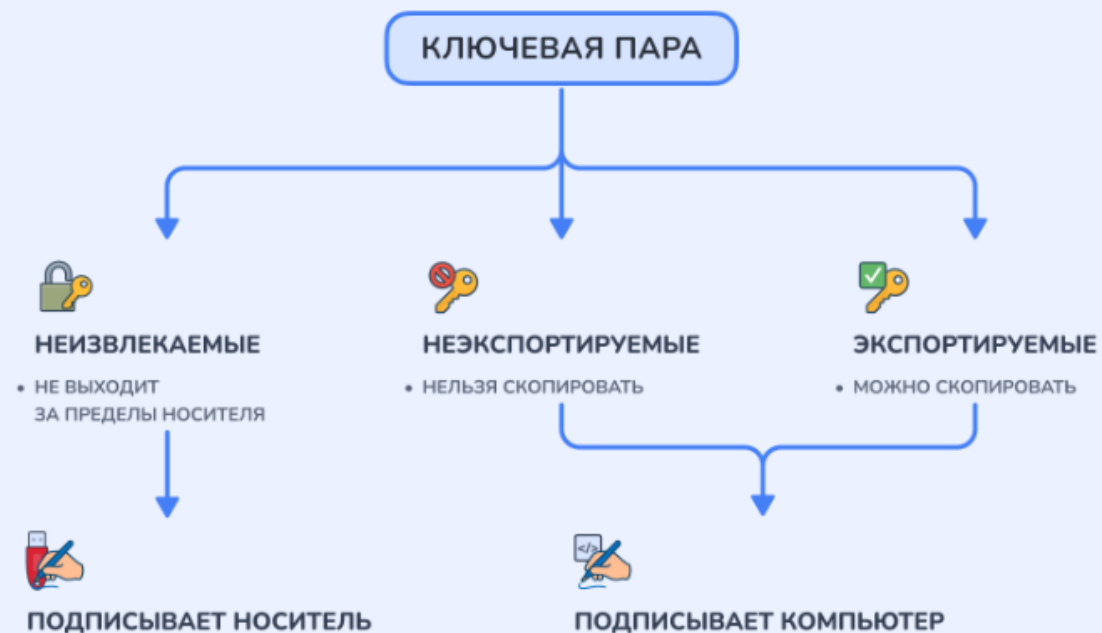 КЛЮЧЕВАЯ ПАРА
НЕИЗВЛЕКАЕМЫЕ
• НЕ ВЫХОДИТ
ЗА ПРЕДЕЛЫ НОСИТЕЛЯ
НЕЭКСПОРТИРУЕМЫЕ
• НЕЛЬЗЯ СКОПИРОВАТЬ
ЭКСПОРТИРУЕМЫЕ
• МОЖНО СКОПИРОВАТЬ
</>
ПОДПИСЫВАЕТ НОСИТЕЛЬ
ПОДПИСЫВАЕТ КОМПЬЮТЕР